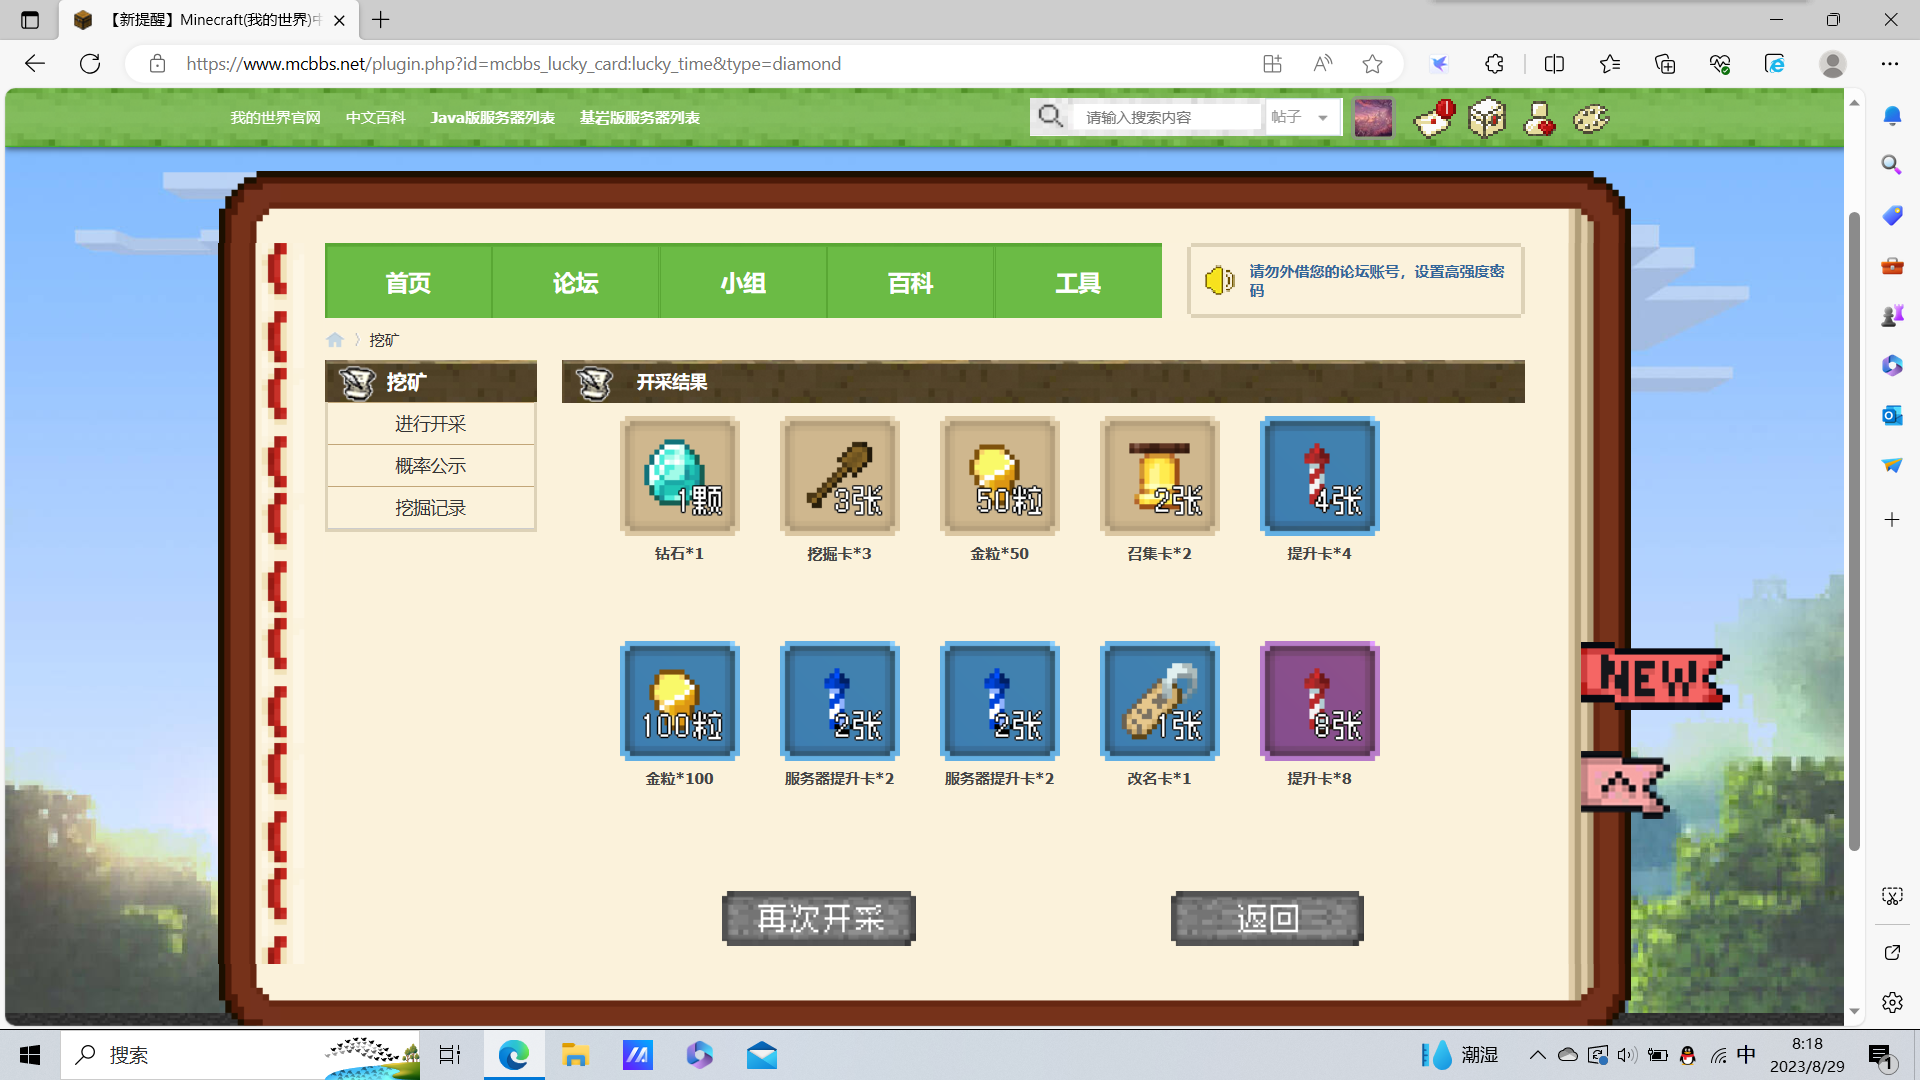 【新提醒】Minecraft(我的世界)中
https://www.mcbbs.net/plugin.php?id=mcbbs_lucky_card:lucky_time&type=diamond
我的世界官网 中文百科 Java版服务器列表 基岩版服务器列表
请输入搜索内容 帖子
1
首页 论坛 小组 百科 工具
请勿外借您的论坛账号，设置高强度密
码
〉挖矿
挖矿
进行开采
概率公示
挖掘记录
开采结果
1颗 3张 50粒 2张 4张
钻石*1 挖掘卡*3 金粒*50 召集卡*2 提升卡*4
100粒 2张 2张 1张 8张
金粒*100 服务器提升卡*2 服务器提升卡*2 改名卡*1 提升卡*8
NEW
再次开采 返回
搜索
潮湿
中
8:18
2023/8/29
1